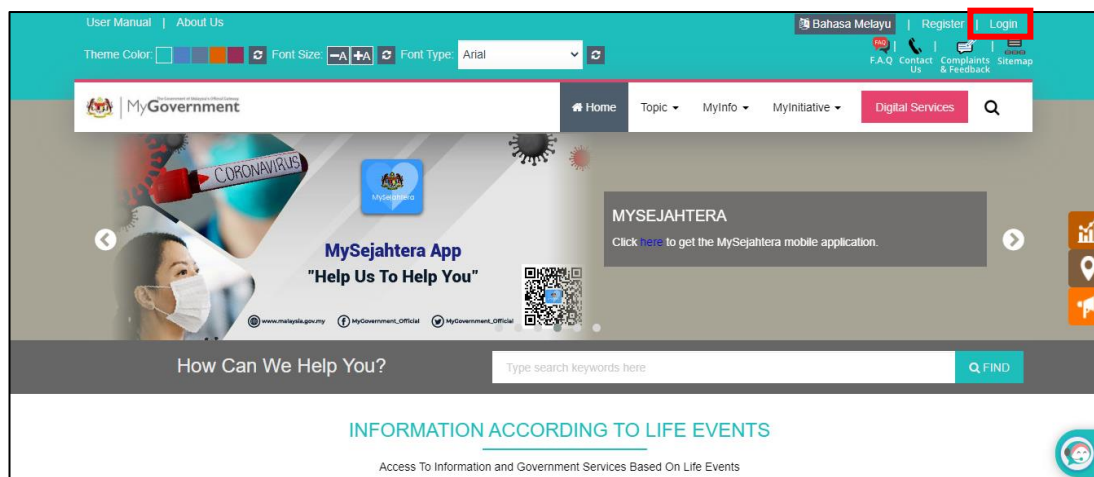 User Manual | About Us
Bahasa Melayu | Register | Login
Theme Color: Font Size: -A +A Font Type: Arial
F.A.Q Contact Us Complaints & Feedback Sitemap
MyGovernment
Home Topic MyInfo MyInitiative Digital Services
CORONAVIRUS
MySejahtera
MySejahtera App
"Help Us To Help You"
www.malaysia.gov.my MyGovernment_Official MyGovernment_Official
MYSEJAHTERA
Click here to get the MySejahtera mobile application.
How Can We Help You?
Type search keywords here
FIND
INFORMATION ACCORDING TO LIFE EVENTS
Access To Information and Government Services Based On Life Events